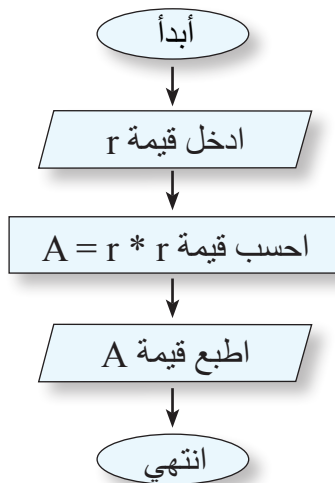 أبدأ
ادخل قيمة r
احسب قيمة A = r * r
اطبع قيمة A
انتهي